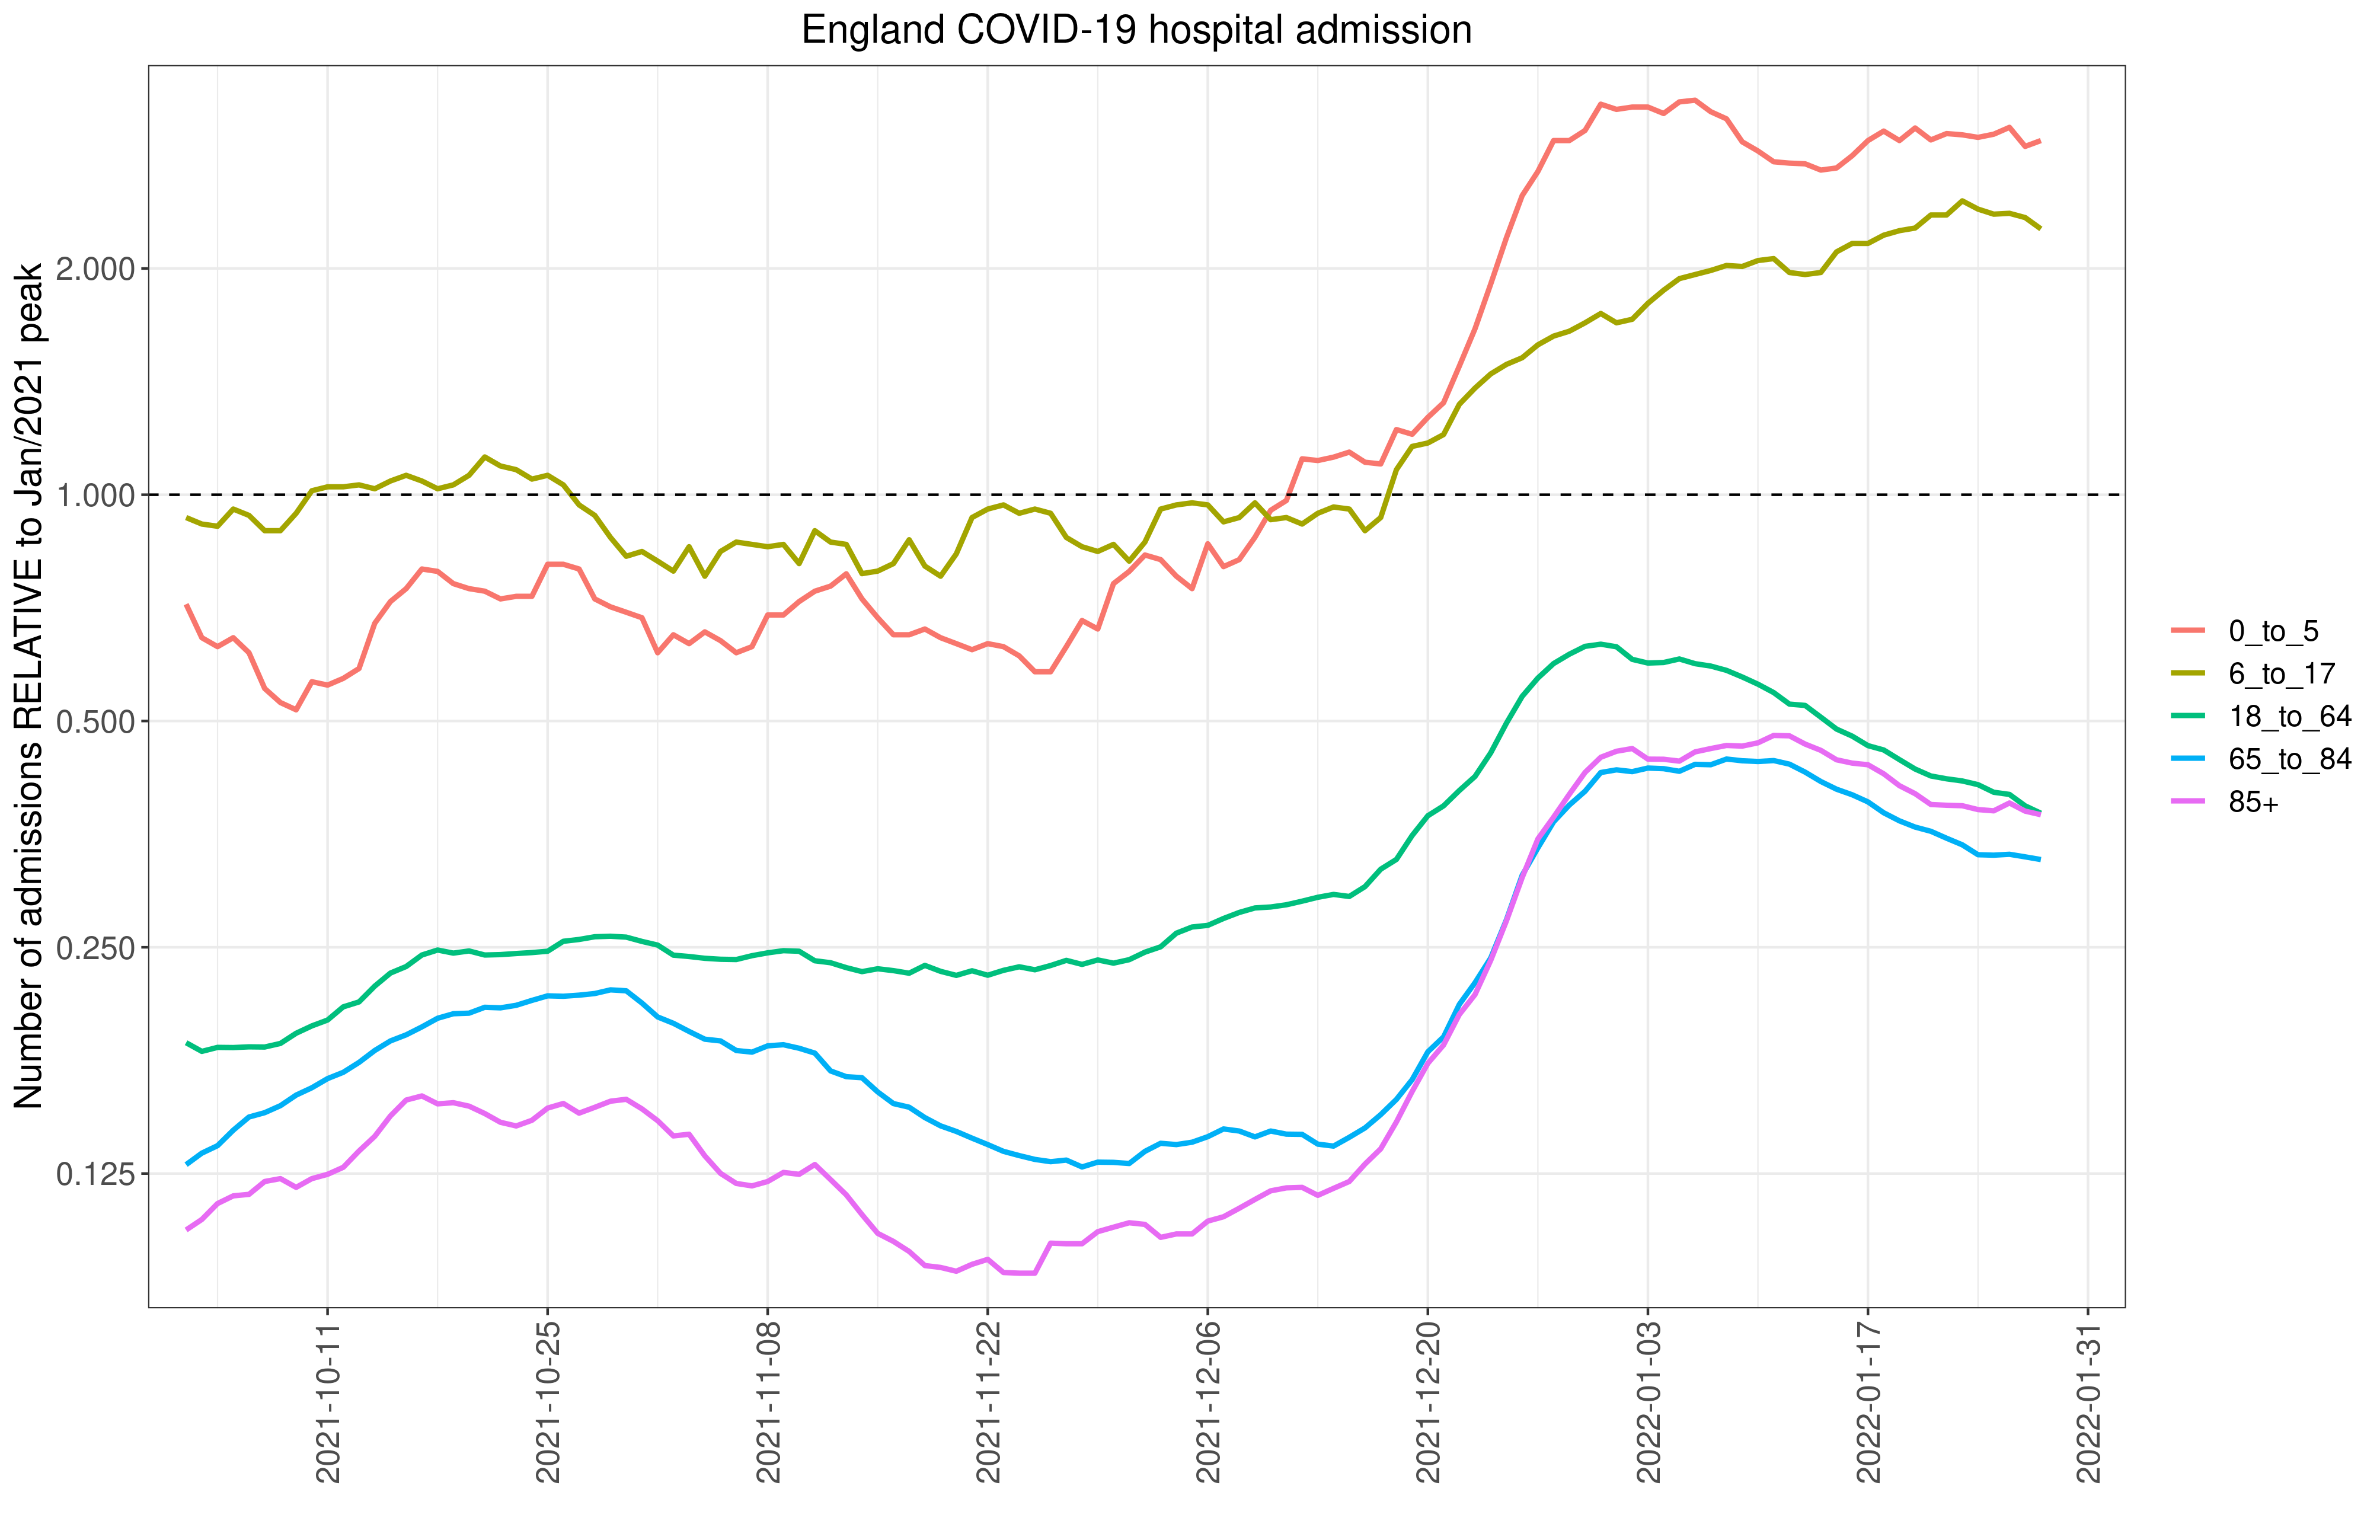 England COVID-19 hospital admission
Number of admissions RELATIVE to Jan/2021 peak
2.000
1.000
0.500
0.250
0.125
2021-10-11
2021-10-25
2021-11-08
2021-11-22
2021-12-06
2021-12-20
2022-01-03
2022-01-17
2022-01-31
0_to_5
6_to_17
18_to_64
65_to_84
85+